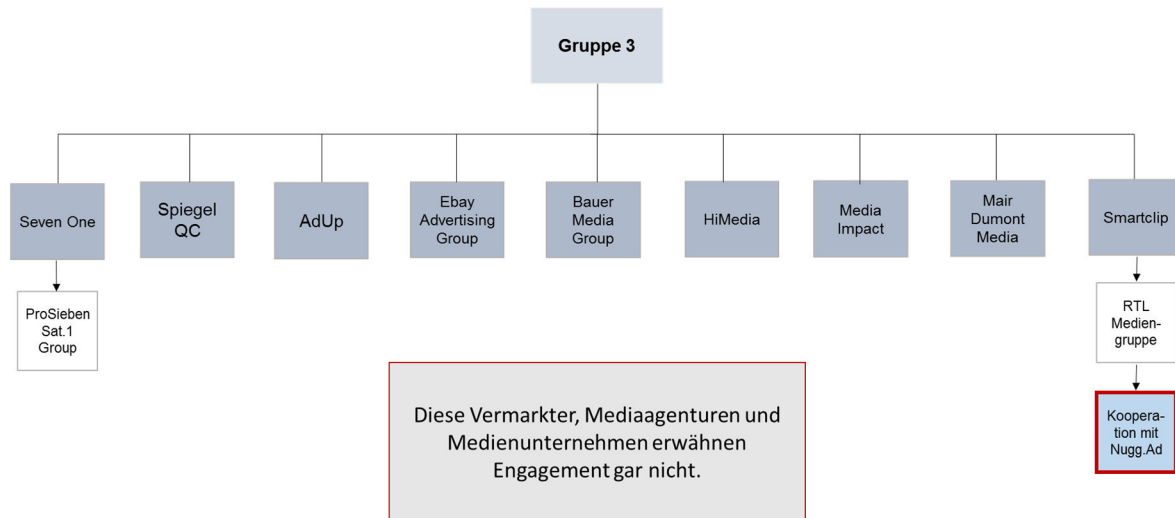 Gruppe 3
Seven One
Spiegel
QC
AdUp
Ebay
Advertising
Group
Bauer
Media
Group
HiMedia
Media
Impact
Mair
Dumont
Media
Smartclip
ProSieben
Sat.1
Group
RTL
Medien-
gruppe
Koopera-
tion mit
Nugg.Ad
Diese Vermarkter, Mediaagenturen und
Medienunternehmen erwähnen
Engagement gar nicht.